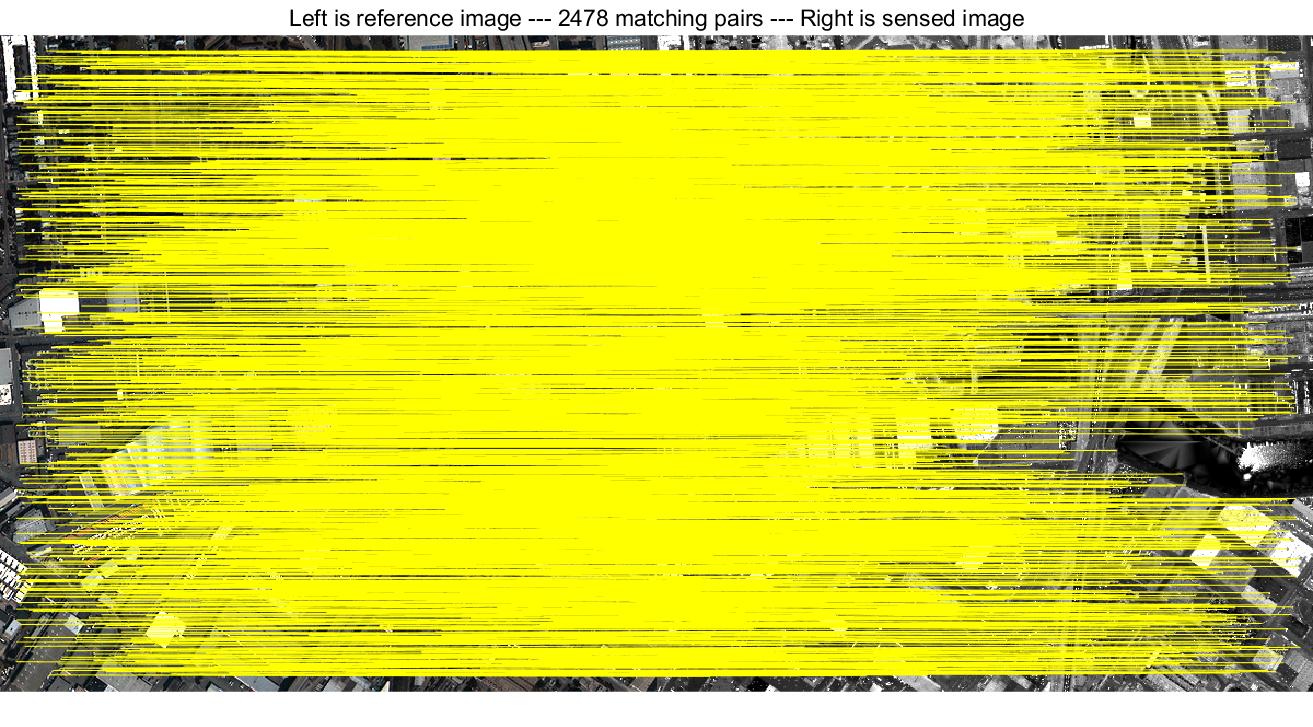 Left is reference image --- 2478 matching pairs --- Right is sensed image